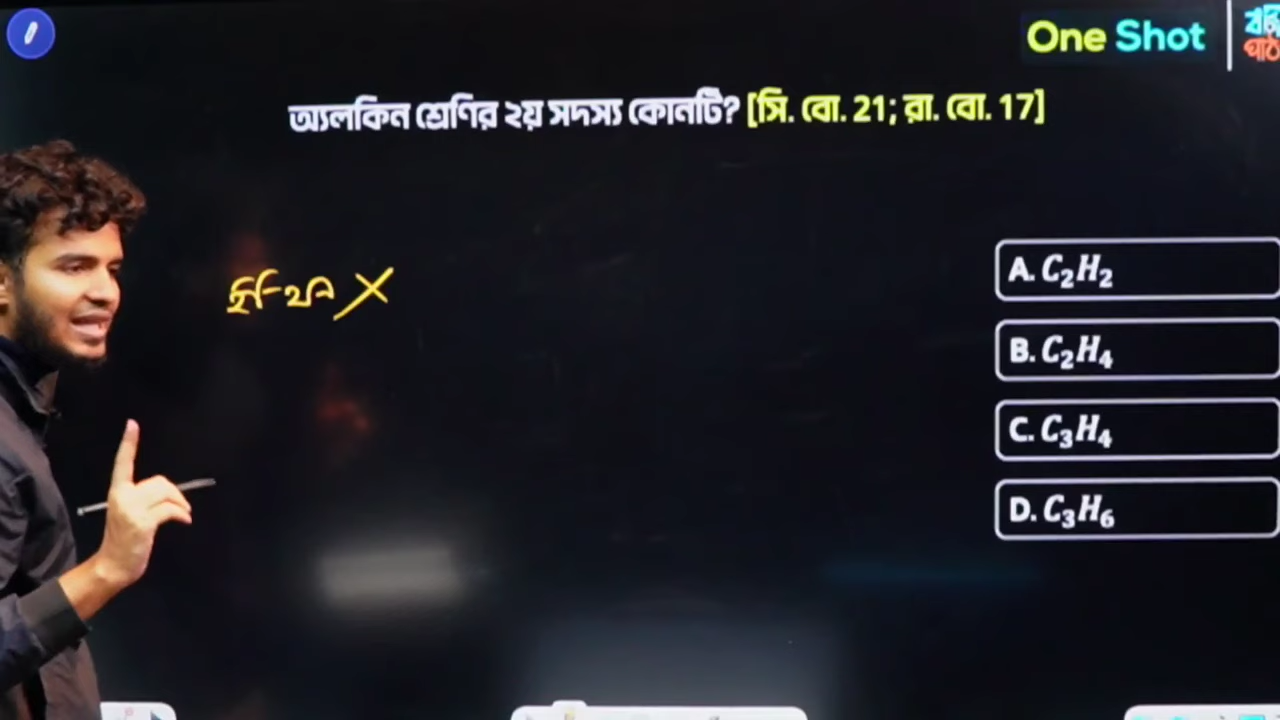 One Shot
অ্যালকিন শ্রেণির ২য় সদস্য কোনটি? [সি. বো. 21; রা. বো. 17]
A. C₂H₂
B. C₂H₄
C. C₃H₄
D. C₃H₆